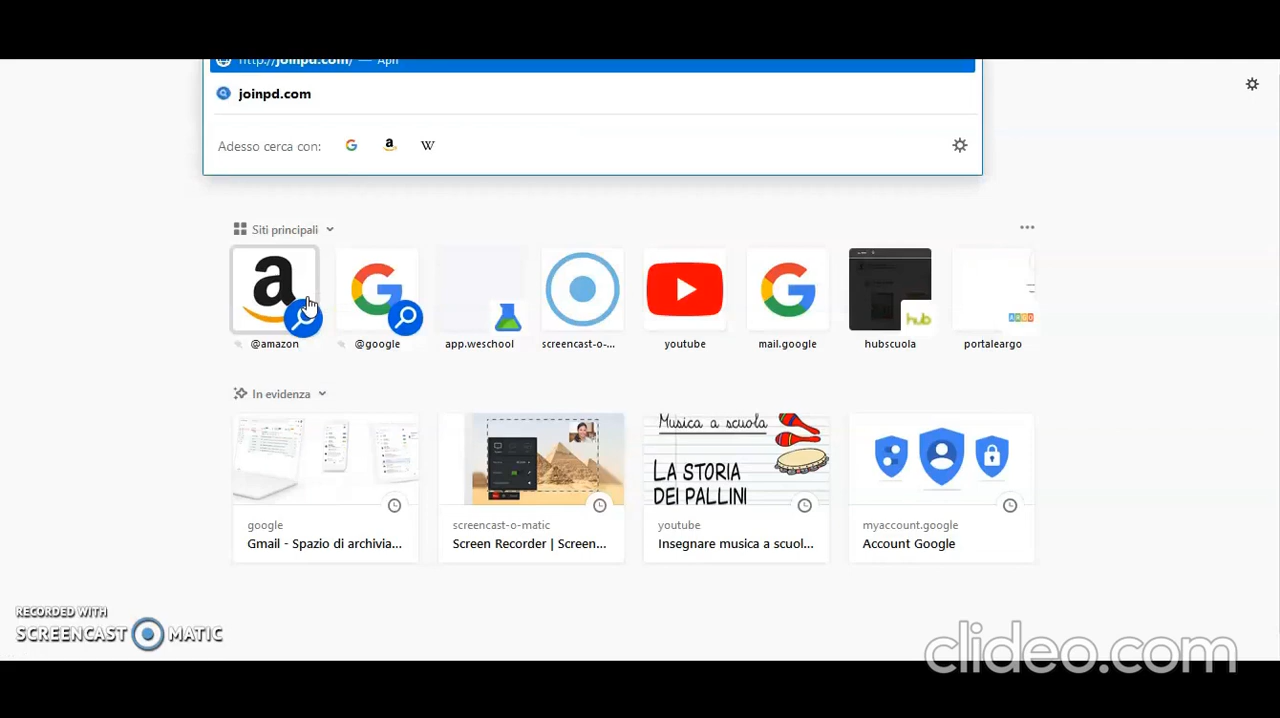 http://joinpd.com/ — Apri
joinpd.com
Adesso cerca con:
Siti principali
@amazon
@google
app.weschool
screencast-o-...
youtube
mail.google
hub
hubscuola
ARGO
portaleargo
In evidenza
Musica a scuola
LA STORIA
DEI PALLINI
google
Gmail - Spazio di archivia...
screencast-o-matic
Screen Recorder | Screen...
youtube
Insegnare musica a scuol...
myaccount.google
Account Google
RECORDED WITH
SCREENCAST MATIC
clideo.com